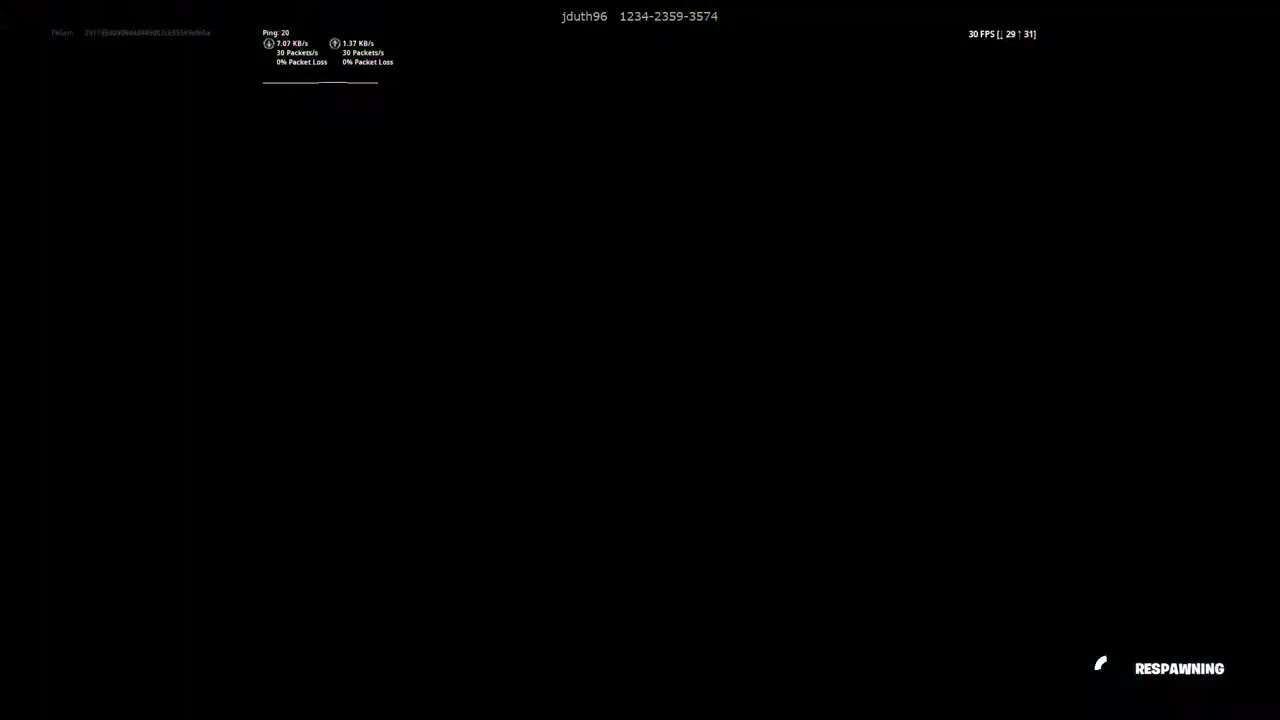 jduth96 1234-2359-3574
Ping: 20
30 FPS [↓ 29 ↑ 31]
7.07 KB/s 1.37 KB/s
30 Packets/s 30 Packets/s
0% Packet Loss 0% Packet Loss
RESPAWNING